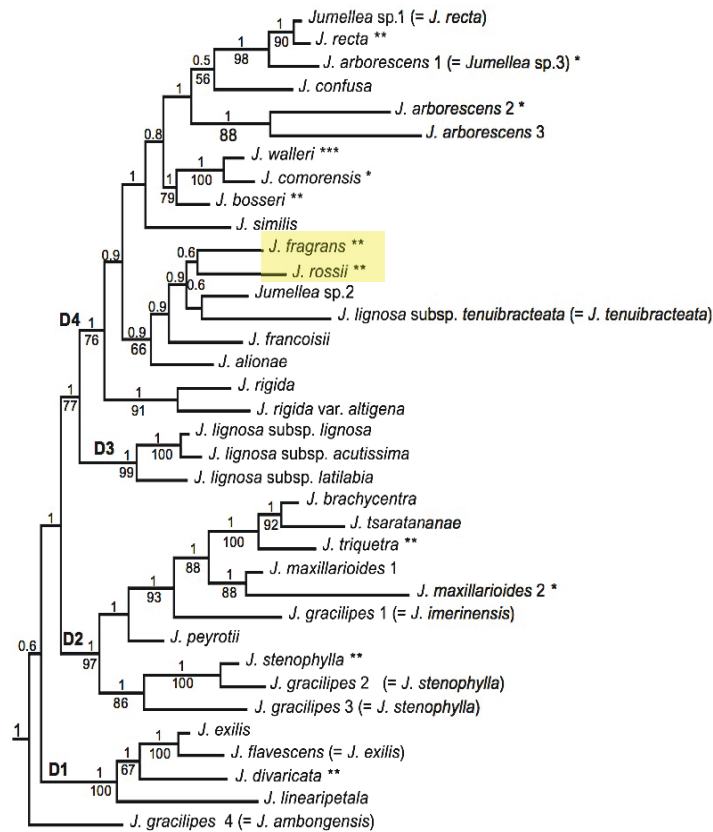 Jumellea sp.1 (= J. recta)
1
90
J. recta **
1
98
J. arborescens 1 (= Jumellea sp.3) *
0.5
56
J. confusa
1
J. arborescens 2 *
1
88
J. arborescens 3
0.8
J. walleri ***
1
100
J. comorensis *
1
79
J. bosseri **
1
J. similis
0.9
J. fragrans **
0.6
J. rossii **
0.9
0.6
Jumellea sp.2
J. lignosa subsp. tenuibracteata (= J. tenuibracteata)
0.9
D4
1
76
0.9
66
J. francoisii
J. alionae
J. rigida
1
91
J. rigida var. altigena
1
77
J. lignosa subsp. lignosa
D3
1
100
J. lignosa subsp. acutissima
1
99
J. lignosa subsp. latilabia
J. brachycentra
1
92
J. tsaratananae
1
100
J. triquetra **
1
88
J. maxillarioides 1
1
88
J. maxillarioides 2 *
1
93
J. gracilipes 1 (= J. imerinensis)
1
1
J. peyrotii
D2
1
97
J. stenophylla **
1
100
J. gracilipes 2 (= J. stenophylla)
1
86
J. gracilipes 3 (= J. stenophylla)
0.6
J. exilis
1
100
J. flavescens (= J. exilis)
1
67
J. divaricata **
D1
1
100
J. linearipetala
1
J. gracilipes 4 (= J. ambongensis)